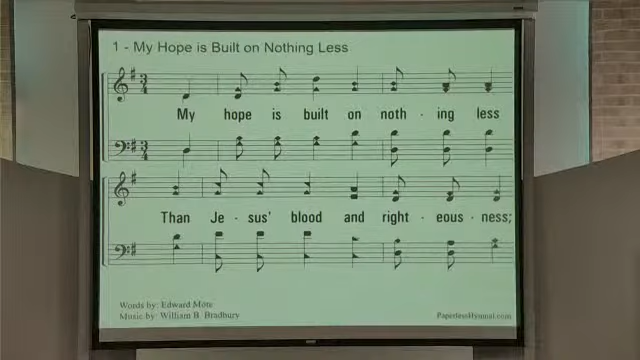 1 - My Hope is Built on Nothing Less
My hope is built on noth - ing less
Than Je - sus' blood and right - eous - ness;
Words by: Edward Mote
Music by: William B. Bradbury
PaperlessHymnal.com